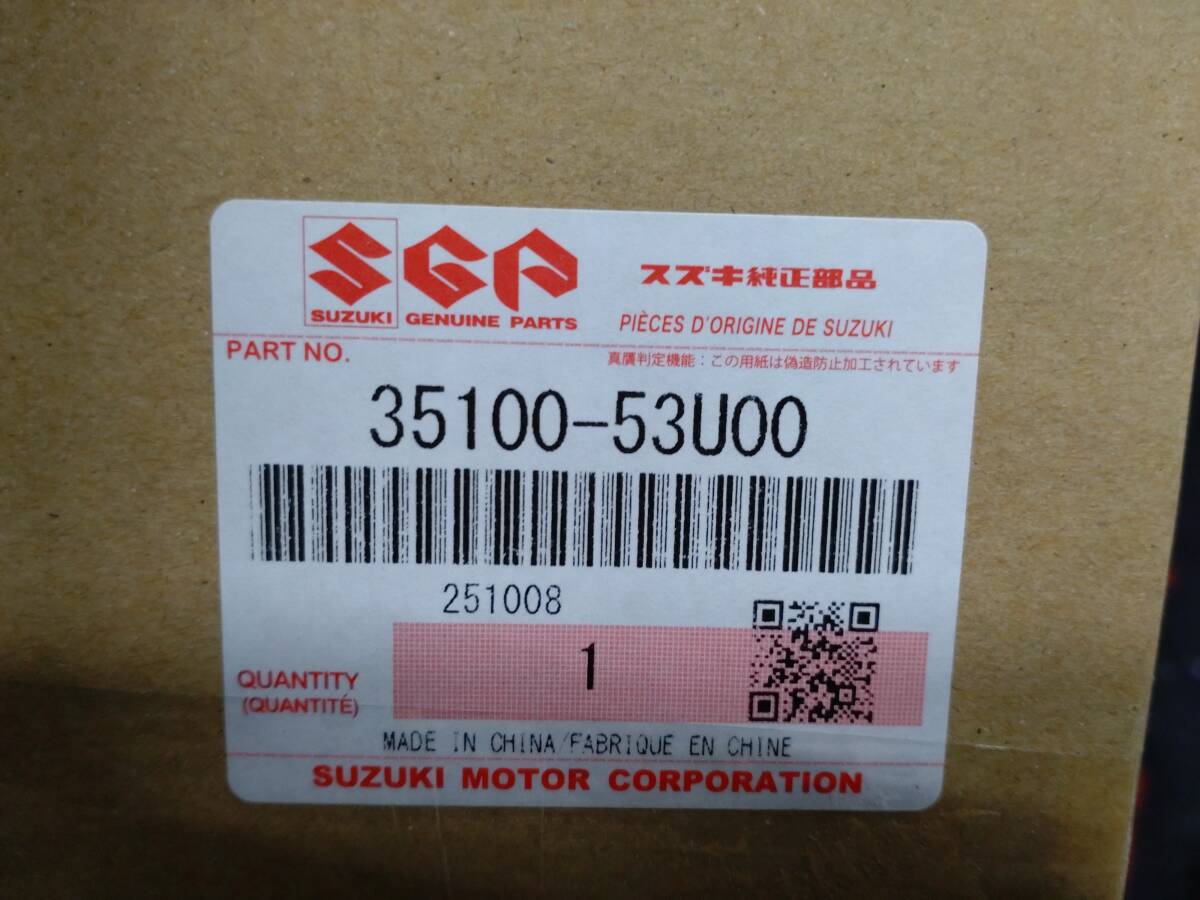 SGP
SUZUKI GENUINE PARTS
スズキ純正部品
PIÈCES D'ORIGINE DE SUZUKI
PART NO.
真贋判定機能：この用紙は偽造防止加工されています
35100-53U00
251008
1
QUANTITY
(QUANTITÉ)
MADE IN CHINA/FABRIQUE EN CHINE
SUZUKI MOTOR CORPORATION